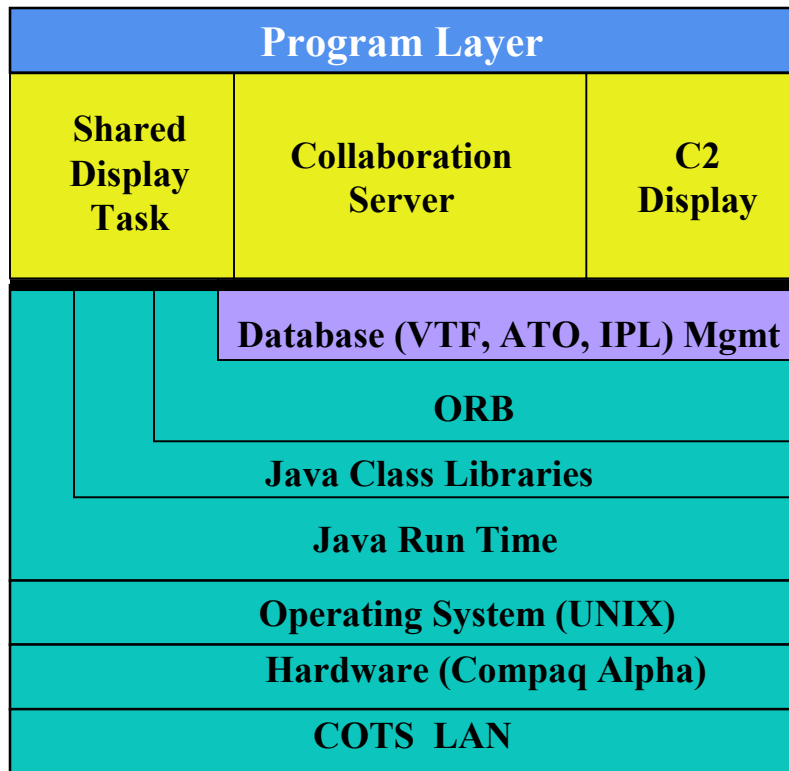 Program Layer
Shared
Display
Task
Collaboration
Server
C2
Display
Database (VTF, ATO, IPL) Mgmt
ORB
Java Class Libraries
Java Run Time
Operating System (UNIX)
Hardware (Compaq Alpha)
COTS LAN